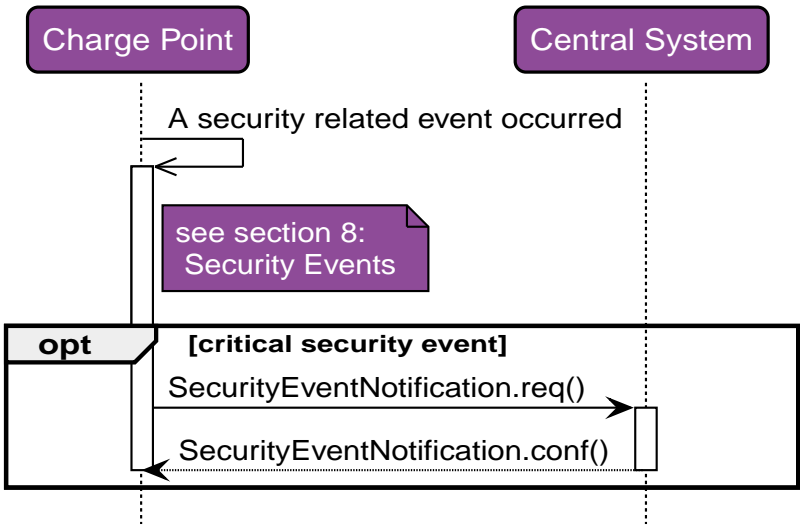 Charge Point
Central System
A security related event occurred
see section 8:
Security Events
opt
[critical security event]
SecurityEventNotification.req()
SecurityEventNotification.conf()